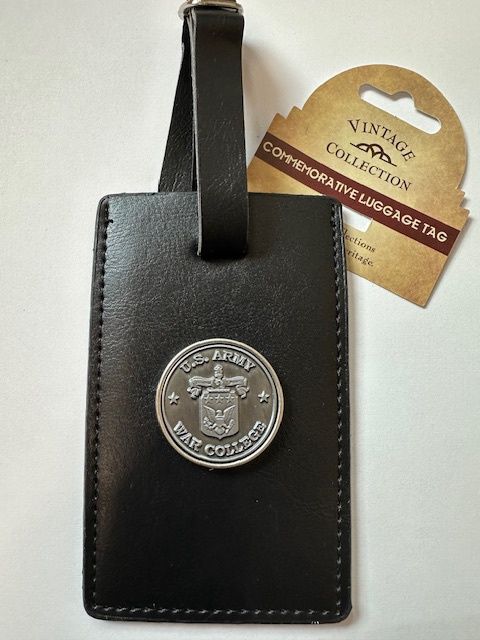 VINTAGE
COLLECTION
COMMEMORATIVE LUGGAGE TAG
U.S. ARMY
WAR COLLEGE